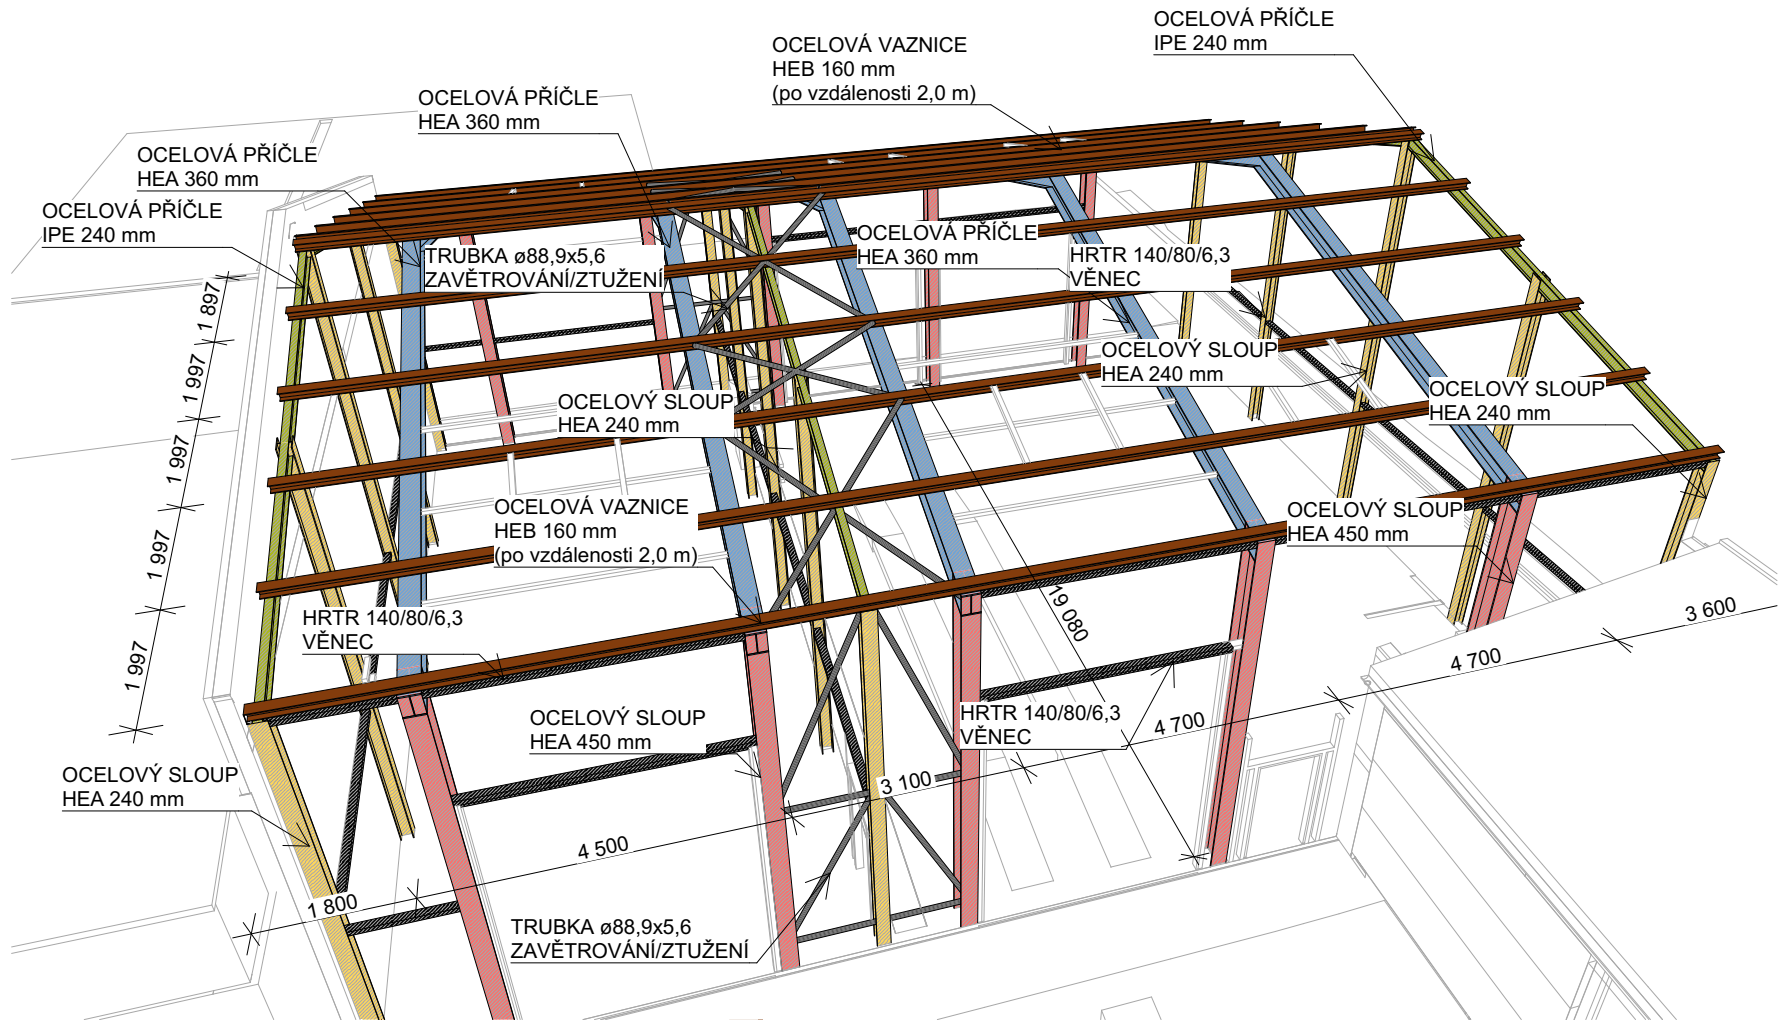 OCELOVÁ PŘÍČLE
IPE 240 mm
OCELOVÁ VAZNICE
HEB 160 mm
(po vzdálenosti 2,0 m)
OCELOVÁ PŘÍČLE
HEA 360 mm
OCELOVÁ PŘÍČLE
HEA 360 mm
OCELOVÁ PŘÍČLE
IPE 240 mm
TRUBKA ø88,9x5,6
ZAVĚTROVÁNÍ/ZTUŽENÍ
OCELOVÁ PŘÍČLE
HEA 360 mm
HRTR 140/80/6,3
VĚNEC
1 897
1 997
1 997
1 997
1 997
OCELOVÝ SLOUP
HEA 240 mm
OCELOVÝ SLOUP
HEA 240 mm
OCELOVÝ SLOUP
HEA 240 mm
OCELOVÁ VAZNICE
HEB 160 mm
(po vzdálenosti 2,0 m)
OCELOVÝ SLOUP
HEA 450 mm
HRTR 140/80/6,3
VĚNEC
19 080
3 600
4 700
4 700
3 100
4 500
1 800
OCELOVÝ SLOUP
HEA 450 mm
HRTR 140/80/6,3
VĚNEC
OCELOVÝ SLOUP
HEA 240 mm
TRUBKA ø88,9x5,6
ZAVĚTROVÁNÍ/ZTUŽENÍ